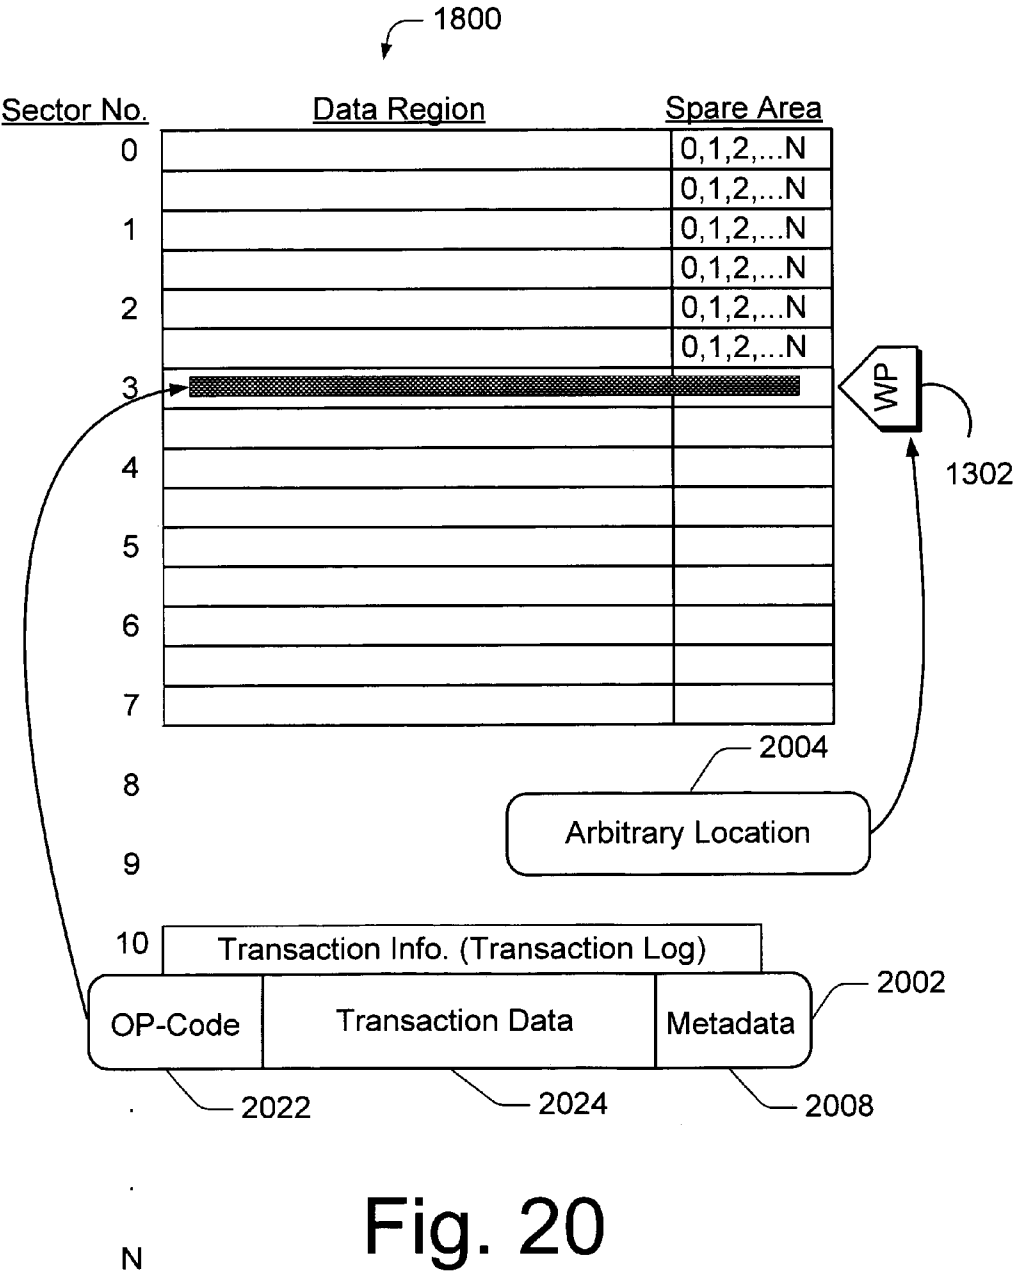 1800
Sector No. Data Region Spare Area
0 0,1,2,...N
0,1,2,...N
1 0,1,2,...N
0,1,2,...N
2 0,1,2,...N
0,1,2,...N
3 WP
4 1302
5
6
7
2004
8
Arbitrary Location
9
10 Transaction Info. (Transaction Log)
2002
OP-Code Transaction Data Metadata
2022 2024 2008
.
.
Fig. 20
N